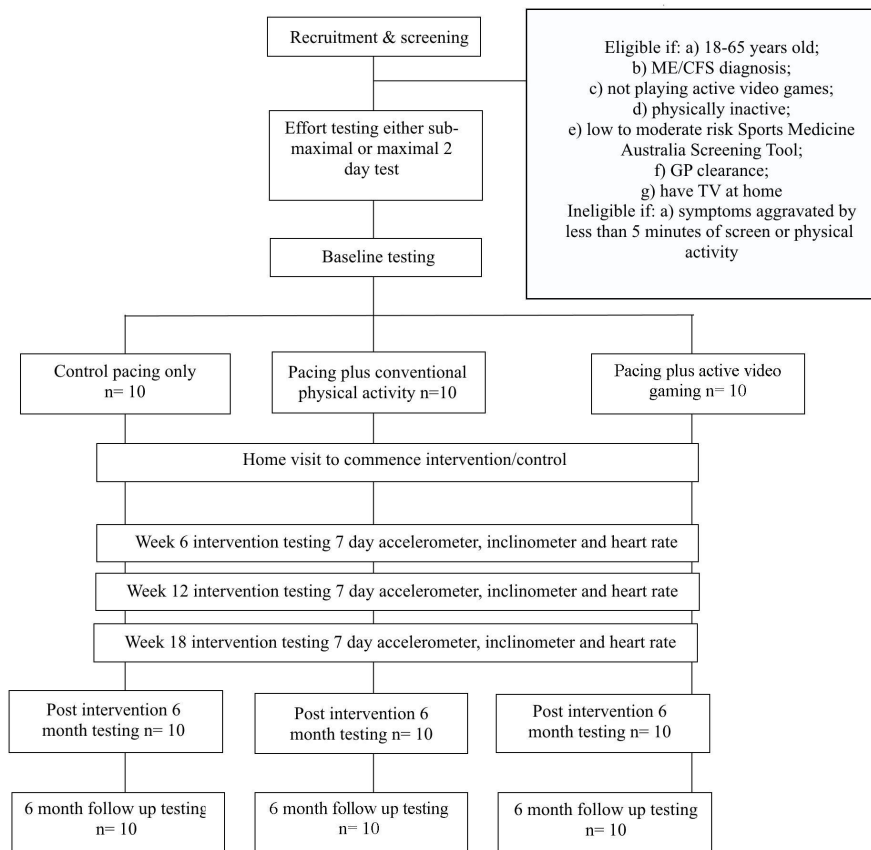 Recruitment & screening
Eligible if: a) 18-65 years old;
b) ME/CFS diagnosis;
c) not playing active video games;
d) physically inactive;
e) low to moderate risk Sports Medicine
Australia Screening Tool;
f) GP clearance;
g) have TV at home
Ineligible if: a) symptoms aggravated by
less than 5 minutes of screen or physical
activity
Effort testing either sub-
maximal or maximal 2
day test
Baseline testing
Control pacing only
n= 10
Pacing plus conventional
physical activity n=10
Pacing plus active video
gaming n= 10
Home visit to commence intervention/control
Week 6 intervention testing 7 day accelerometer, inclinometer and heart rate
Week 12 intervention testing 7 day accelerometer, inclinometer and heart rate
Week 18 intervention testing 7 day accelerometer, inclinometer and heart rate
Post intervention 6
month testing n= 10
Post intervention 6
month testing n= 10
Post intervention 6
month testing n= 10
6 month follow up testing
n= 10
6 month follow up testing
n= 10
6 month follow up testing
n= 10